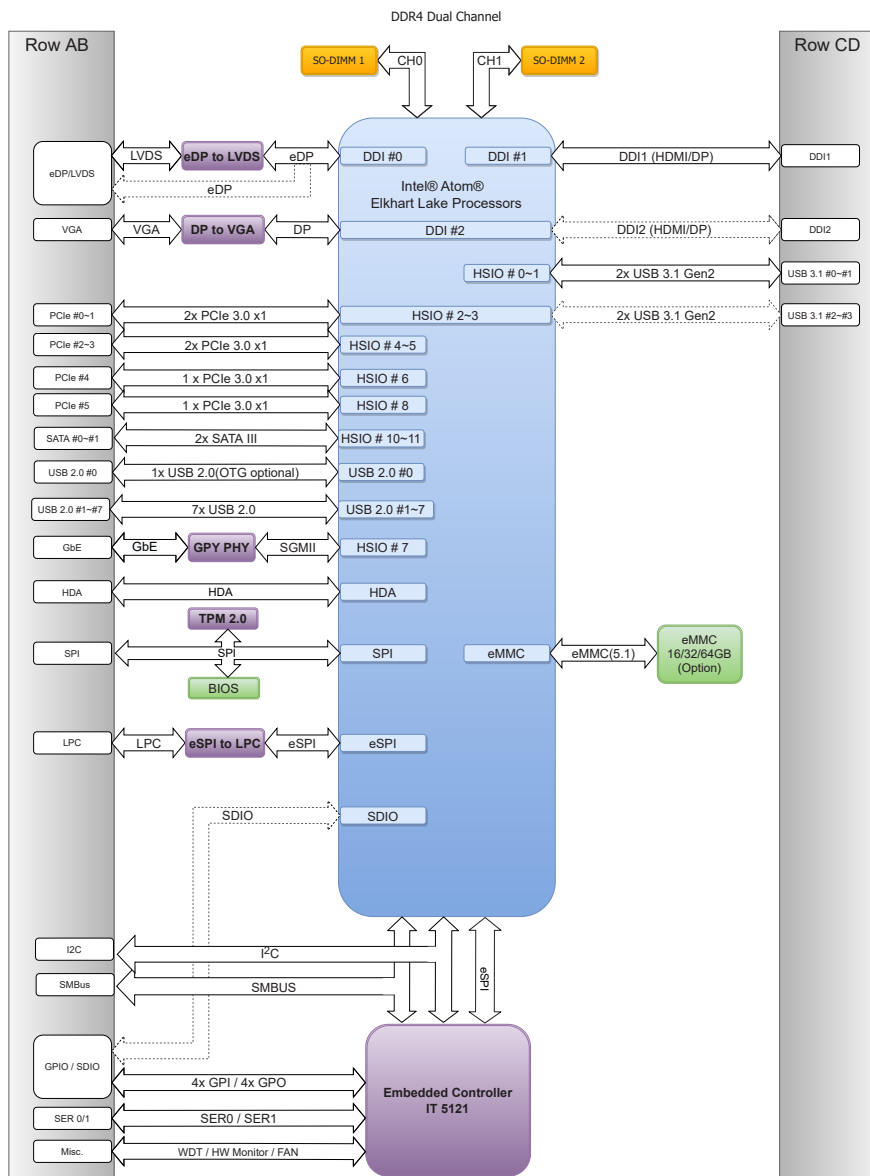 DDR4 Dual Channel
Row AB
Row CD
SO-DIMM 1
CH0
CH1
SO-DIMM 2
eDP/LVDS
LVDS
eDP to LVDS
eDP
DDI #0
DDI #1
DDI1 (HDMI/DP)
DDI1
eDP
Intel® Atom®
Elkhart Lake Processors
VGA
VGA
DP to VGA
DP
DDI #2
DDI2 (HDMI/DP)
DDI2
HSIO # 0~1
2x USB 3.1 Gen2
USB 3.1 #0~#1
PCIe #0~1
2x PCIe 3.0 x1
HSIO # 2~3
2x USB 3.1 Gen2
USB 3.1 #2~#3
PCIe #2~3
2x PCIe 3.0 x1
HSIO # 4~5
PCIe #4
1 x PCIe 3.0 x1
HSIO # 6
PCIe #5
1 x PCIe 3.0 x1
HSIO # 8
SATA #0~#1
2x SATA III
HSIO # 10~11
USB 2.0 #0
1x USB 2.0(OTG optional)
USB 2.0 #0
USB 2.0 #1~#7
7x USB 2.0
USB 2.0 #1~7
GbE
GbE
GPY PHY
SGMII
HSIO # 7
HDA
HDA
HDA
TPM 2.0
SPI
SPI
SPI
BIOS
eMMC
eMMC(5.1)
eMMC
16/32/64GB
(Option)
LPC
LPC
eSPI to LPC
eSPI
eSPI
SDIO
SDIO
I2C
I²C
SMBus
SMBUS
eSPI
GPIO / SDIO
4x GPI / 4x GPO
Embedded Controller
IT 5121
SER 0/1
SER0 / SER1
Misc.
WDT / HW Monitor / FAN